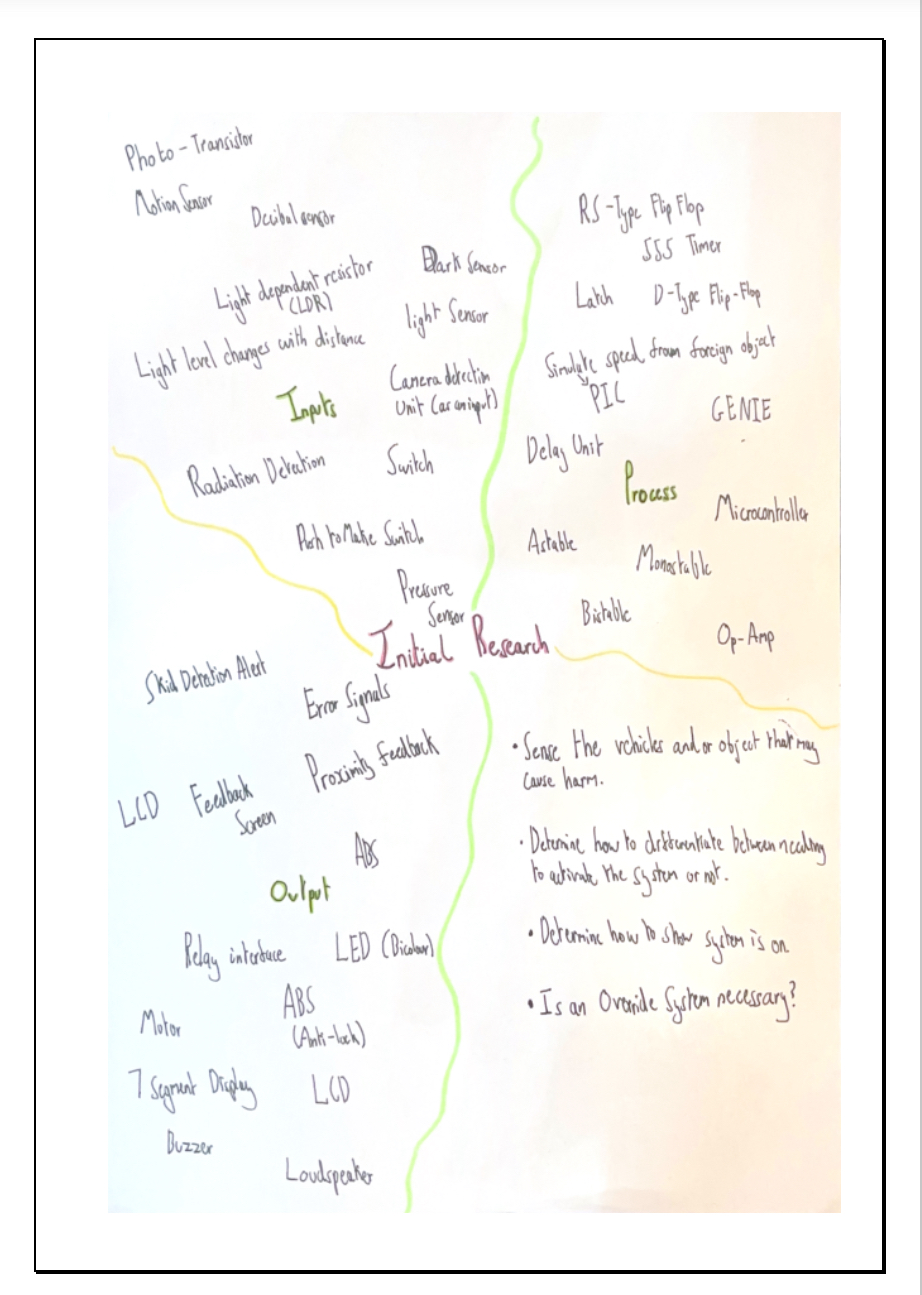 Photo-Transistor
Motion Sensor
Decibal sensor
Light dependent resistor
(LDR)
Dark Sensor
light Sensor
Light level changes with distance
Camera detection
Unit (as an input)
Inputs
Radiation Detection
Switch
Push to Make Switch
Pressure
Sensor
RS-Type Flip Flop
555 Timer
Latch
D-Type Flip-Flop
Simulate speed from foreign object
PIC
GENIE
Delay Unit
Process
Microcontroller
Astable
Monostable
Bistable
Op-Amp
Initial Research
Skid Detection Alert
Error Signals
Proximity Feedback
LCD
Feedback
Screen
ABS
Output
Relay interface
LED (Bicolour)
ABS
(Anti-lock)
Motor
7 Segment Display
LCD
Buzzer
Loudspeaker
• Sense the vehicles and/or object that may
cause harm.
• Determine how to differentiate between needing
to activate the system or not.
• Determine how to show system is on
• Is an Override System necessary?